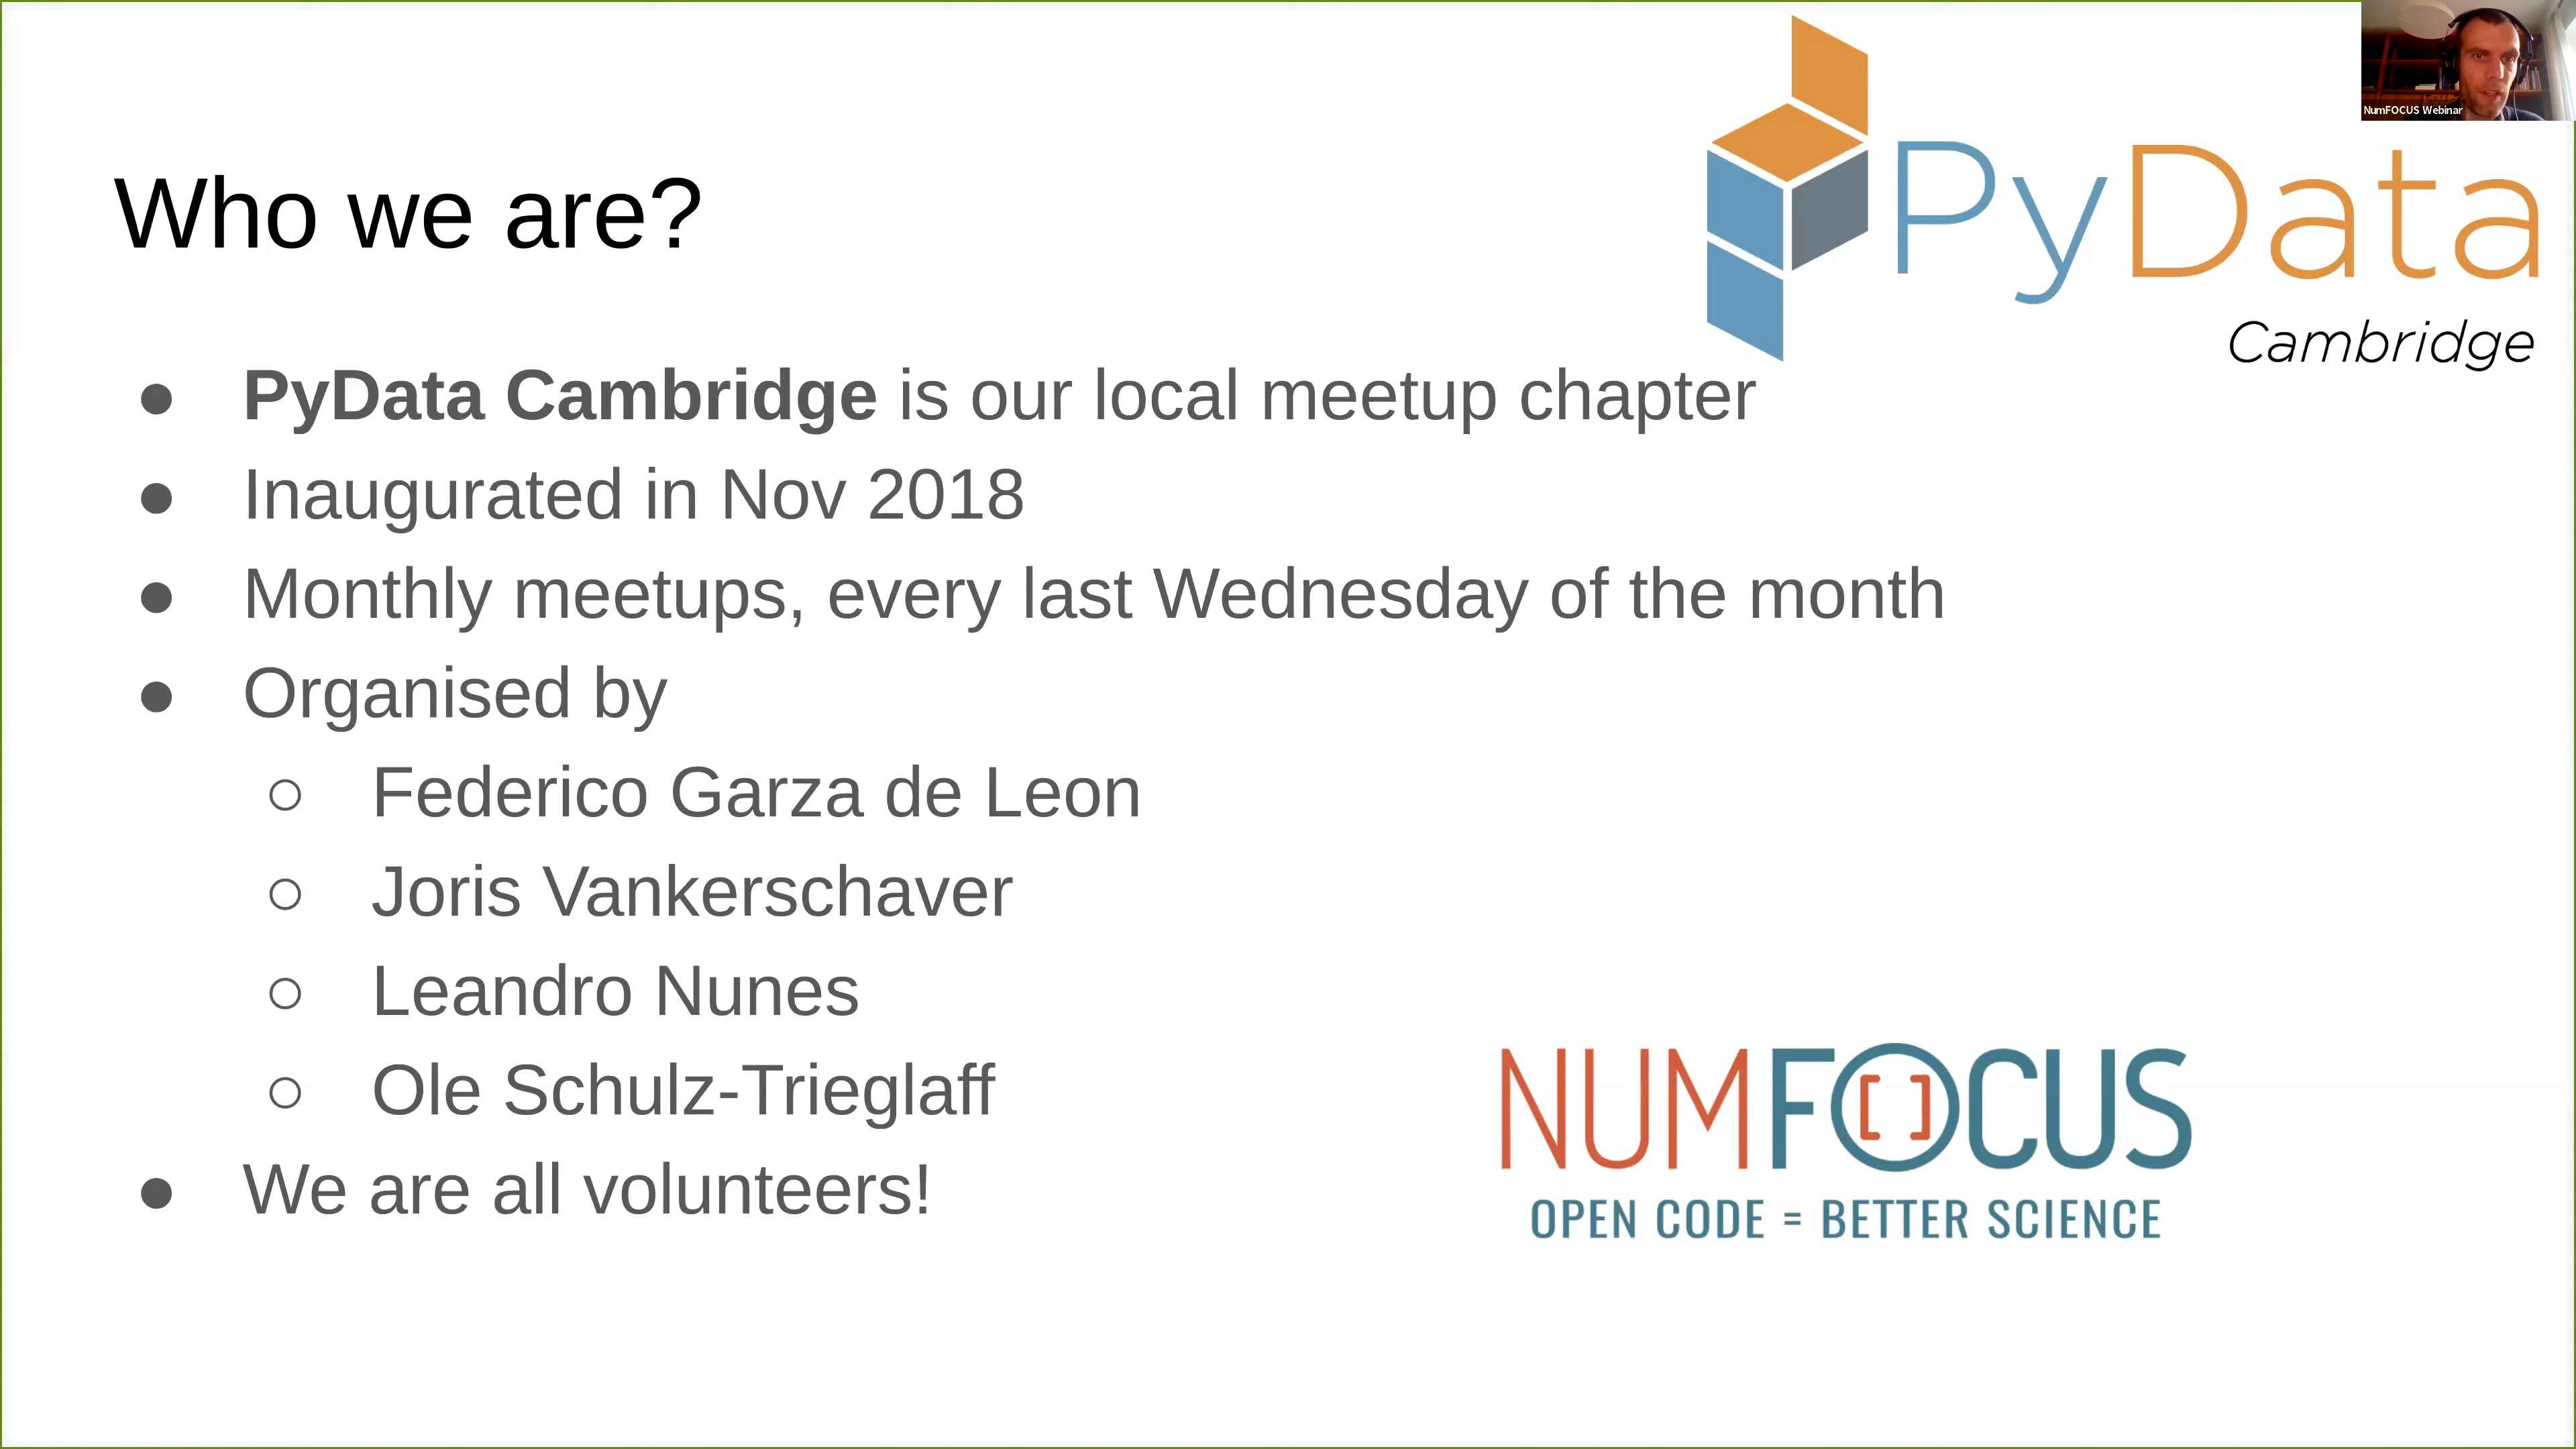 NumFOCUS Webinar
PyData
Cambridge
Who we are?
● PyData Cambridge is our local meetup chapter
● Inaugurated in Nov 2018
● Monthly meetups, every last Wednesday of the month
● Organised by
○ Federico Garza de Leon
○ Joris Vankerschaver
○ Leandro Nunes
○ Ole Schulz-Trieglaff
● We are all volunteers!
NUMFOCUS
OPEN CODE = BETTER SCIENCE